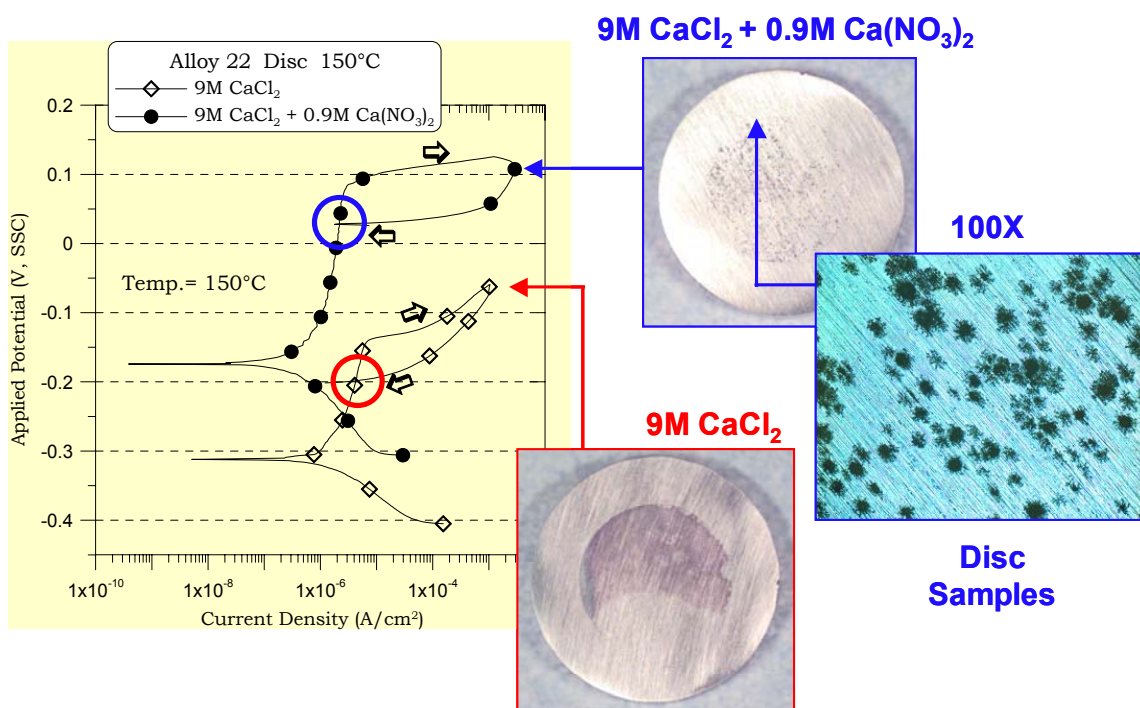 9M CaCl₂ + 0.9M Ca(NO₃)₂
Alloy 22 Disc 150°C
9M CaCl₂
9M CaCl₂ + 0.9M Ca(NO₃)₂
0.2
0.1
0
-0.1
-0.2
-0.3
-0.4
Applied Potential (V, SSC)
Temp.= 150°C
1x10⁻¹⁰
1x10⁻⁸
1x10⁻⁶
1x10⁻⁴
Current Density (A/cm²)
100X
9M CaCl₂
Disc
Samples